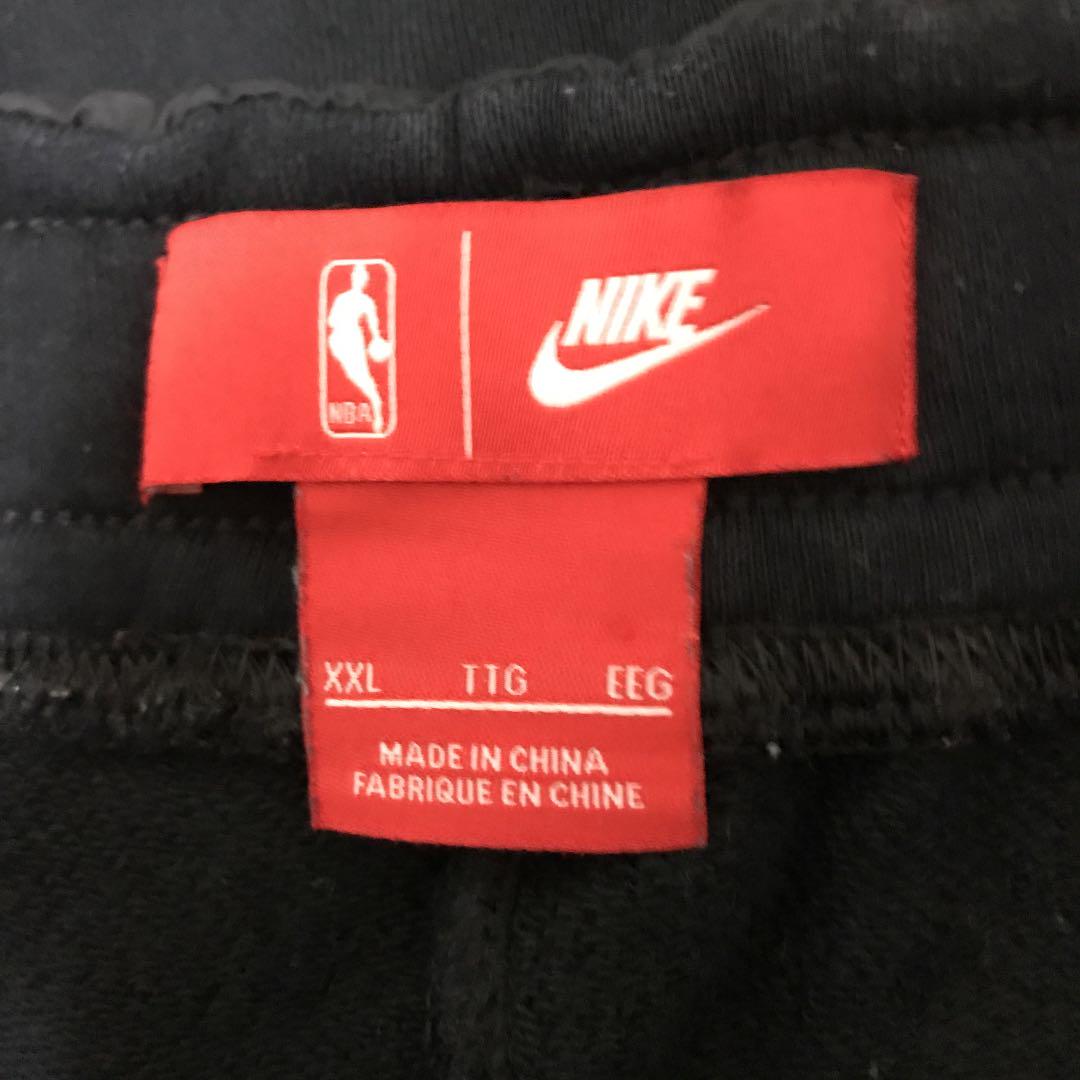 NBA
NIKE
XXL TTG EEG
MADE IN CHINA
FABRIQUE EN CHINE